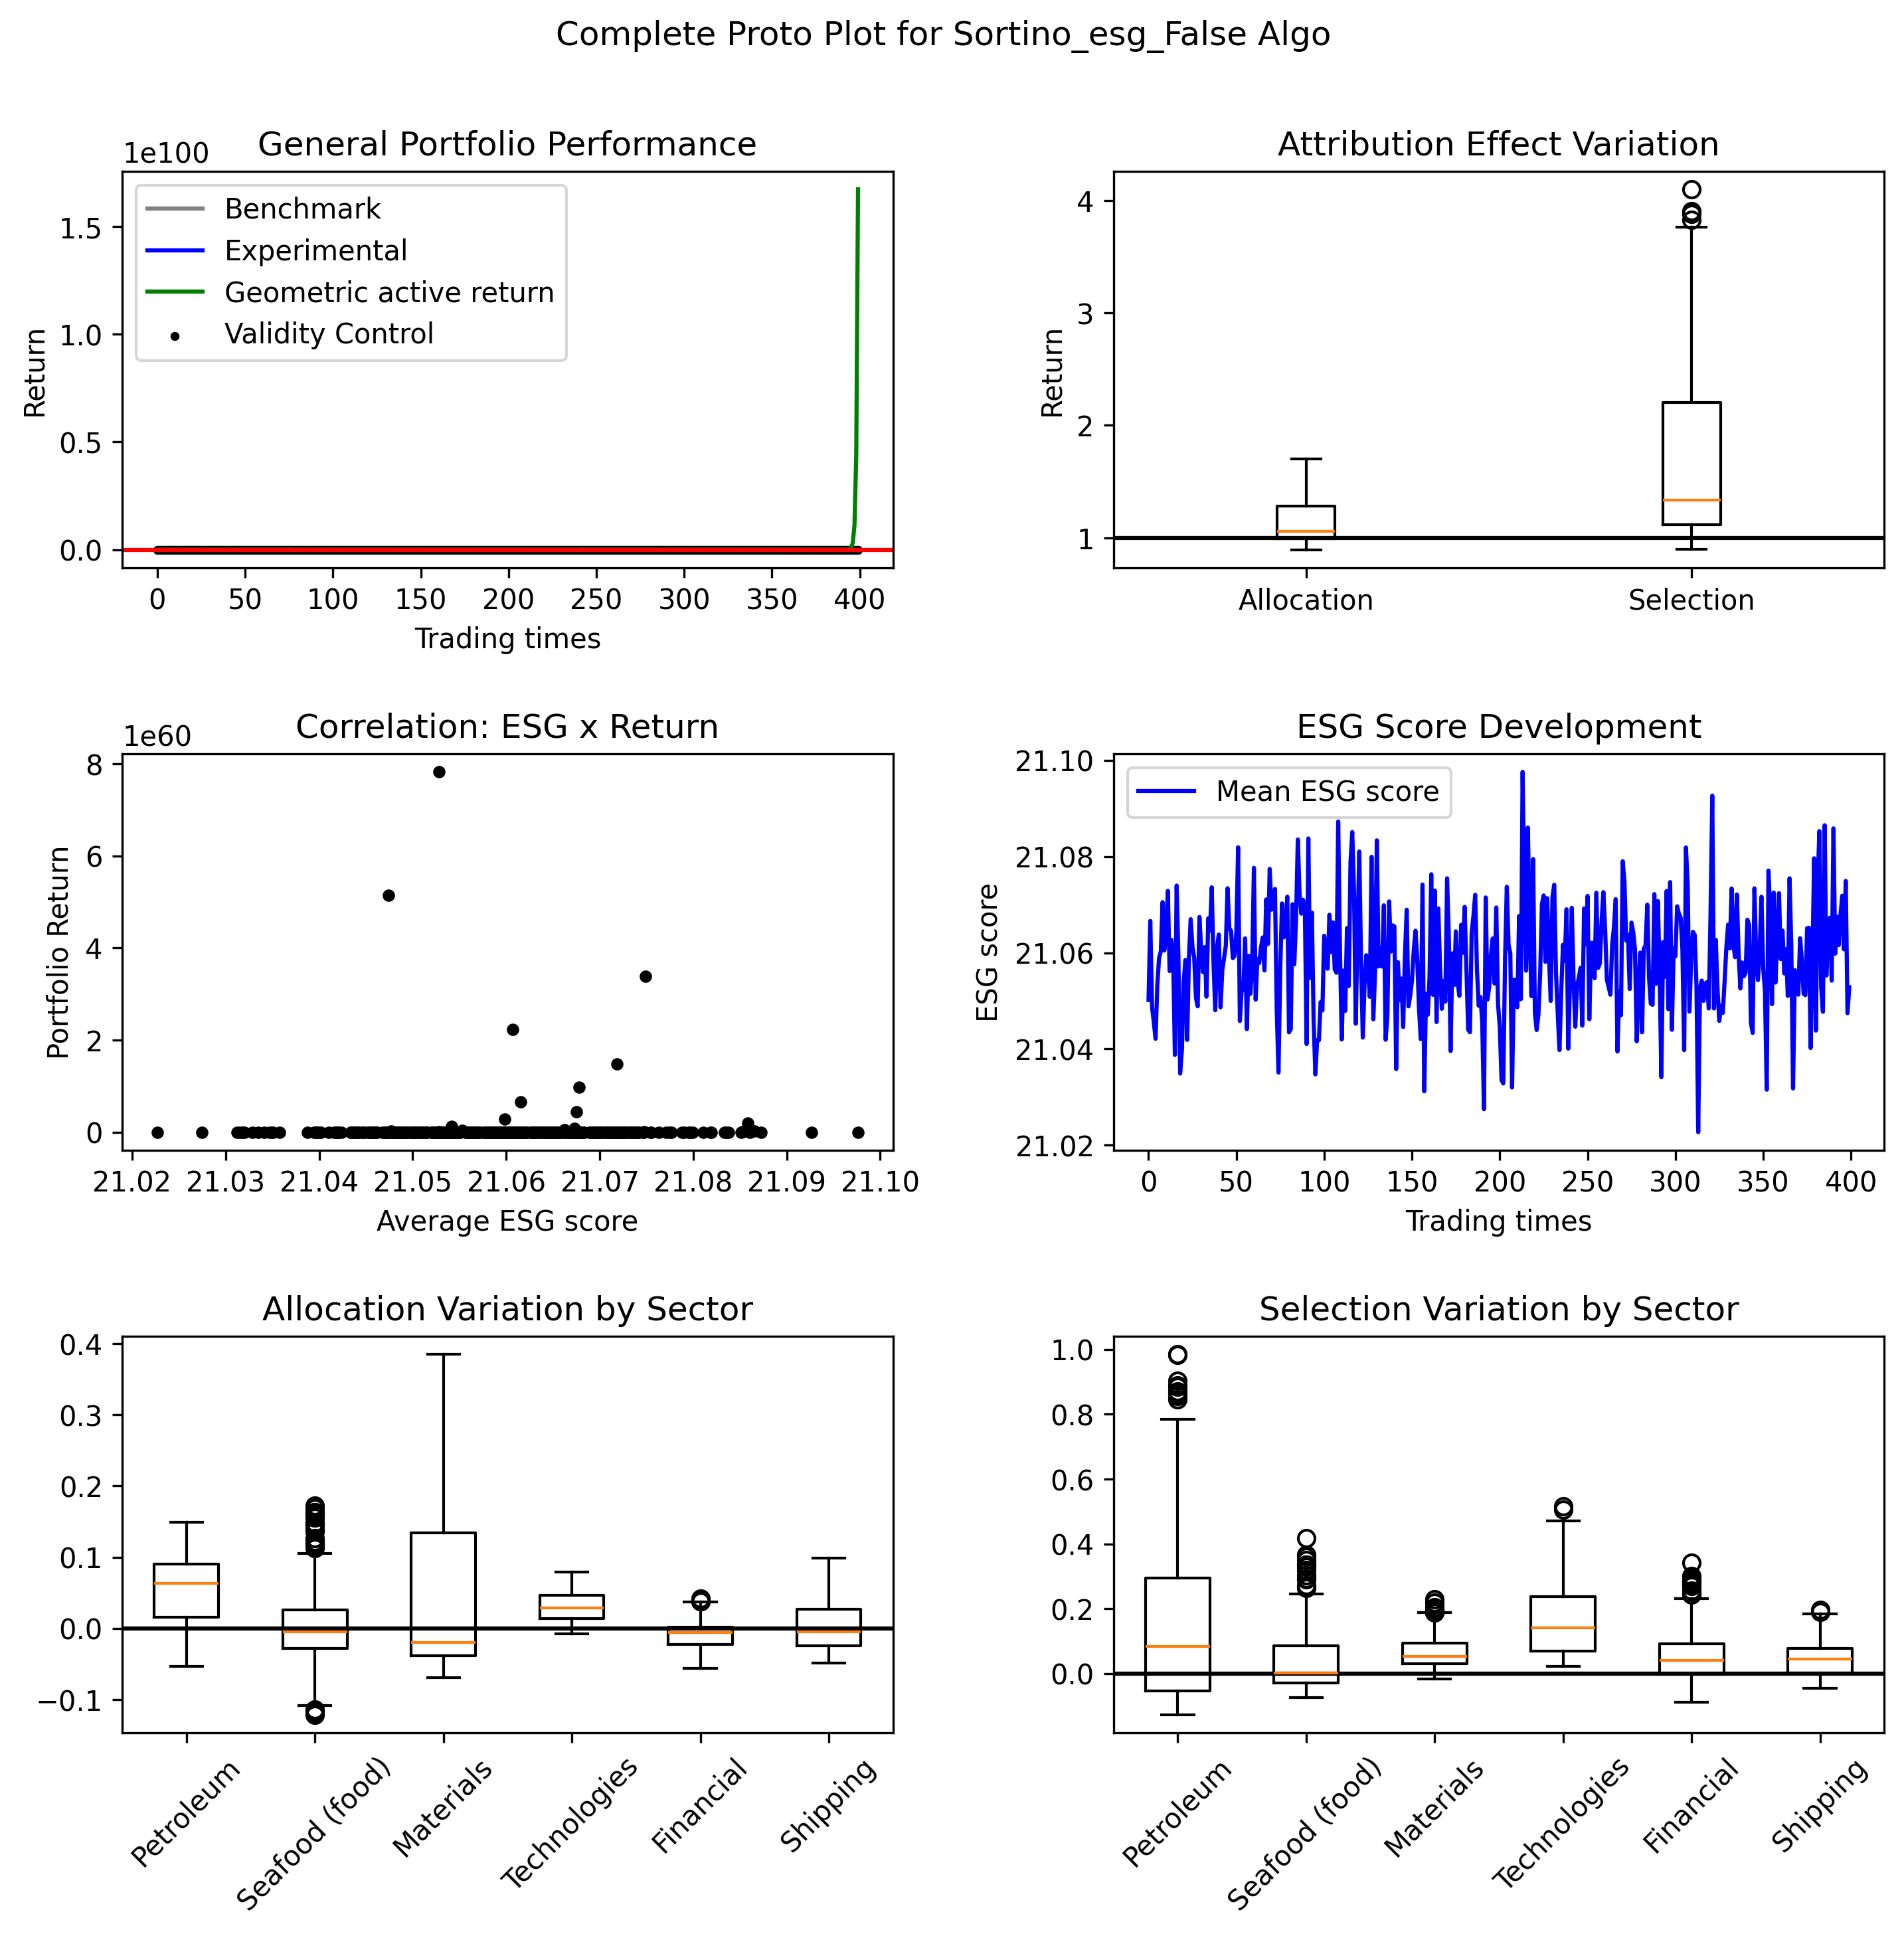 Complete Proto Plot for Sortino_esg_False Algo
General Portfolio Performance
1e100
Return
1.5
1.0
0.5
0.0
Benchmark
Experimental
Geometric active return
Validity Control
0 50 100 150 200 250 300 350 400
Trading times
Attribution Effect Variation
Return
4
3
2
1
Allocation Selection
Correlation: ESG x Return
1e60
Portfolio Return
8
6
4
2
0
21.02 21.03 21.04 21.05 21.06 21.07 21.08 21.09 21.10
Average ESG score
ESG Score Development
ESG score
21.10
21.08
21.06
21.04
21.02
Mean ESG score
0 50 100 150 200 250 300 350 400
Trading times
Allocation Variation by Sector
0.4
0.3
0.2
0.1
0.0
−0.1
Petroleum
Seafood (food)
Materials
Technologies
Financial
Shipping
Selection Variation by Sector
1.0
0.8
0.6
0.4
0.2
0.0
Petroleum
Seafood (food)
Materials
Technologies
Financial
Shipping